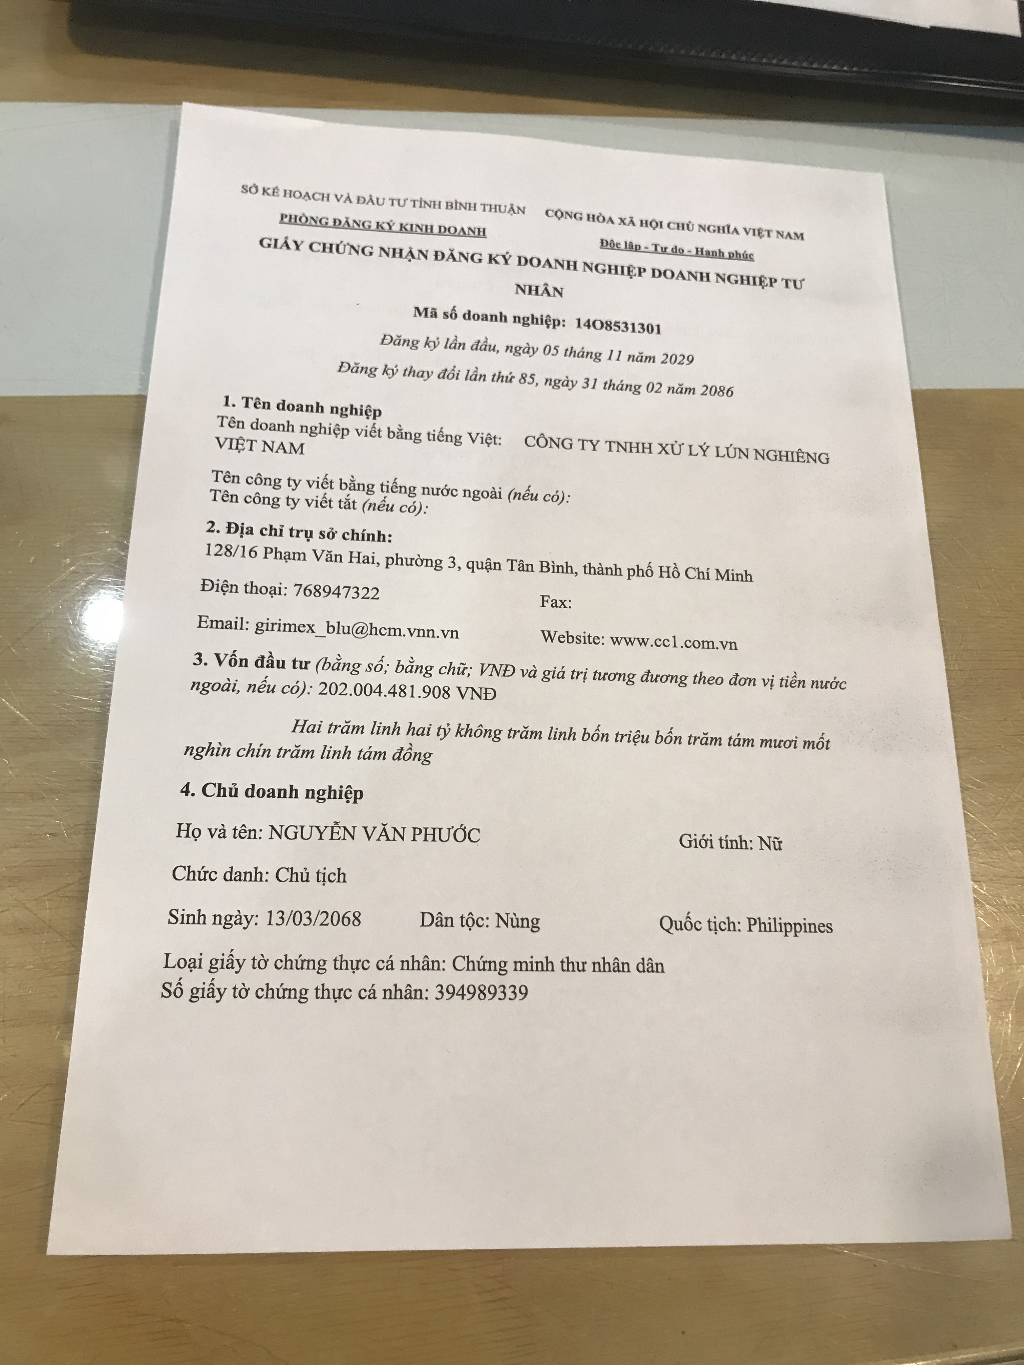 SỞ KẾ HOẠCH VÀ ĐẦU TƯ TỈNH BÌNH THUẬN
PHÒNG ĐĂNG KÝ KINH DOANH
CỘNG HÒA XÃ HỘI CHỦ NGHĨA VIỆT NAM
Độc lập - Tự do - Hạnh phúc
GIẤY CHỨNG NHẬN ĐĂNG KÝ DOANH NGHIỆP DOANH NGHIỆP TƯ
NHÂN
Mã số doanh nghiệp: 14O8531301
Đăng ký lần đầu, ngày 05 tháng 11 năm 2029
Đăng ký thay đổi lần thứ 85, ngày 31 tháng 02 năm 2086
1. Tên doanh nghiệp
Tên doanh nghiệp viết bằng tiếng Việt: CÔNG TY TNHH XỬ LÝ LÚN NGHIÊNG
VIỆT NAM
Tên công ty viết bằng tiếng nước ngoài (nếu có):
Tên công ty viết tắt (nếu có):
2. Địa chỉ trụ sở chính:
128/16 Phạm Văn Hai, phường 3, quận Tân Bình, thành phố Hồ Chí Minh
Điện thoại: 768947322
Fax:
Email: girimex_blu@hcm.vnn.vn
Website: www.cc1.com.vn
3. Vốn đầu tư (bằng số; bằng chữ; VNĐ và giá trị tương đương theo đơn vị tiền nước
ngoài, nếu có): 202.004.481.908 VNĐ
Hai trăm linh hai tỷ không trăm linh bốn triệu bốn trăm tám mươi mốt
nghìn chín trăm linh tám đồng
4. Chủ doanh nghiệp
Họ và tên: NGUYỄN VĂN PHƯỚC
Giới tính: Nữ
Chức danh: Chủ tịch
Sinh ngày: 13/03/2068
Dân tộc: Nùng
Quốc tịch: Philippines
Loại giấy tờ chứng thực cá nhân: Chứng minh thư nhân dân
Số giấy tờ chứng thực cá nhân: 394989339